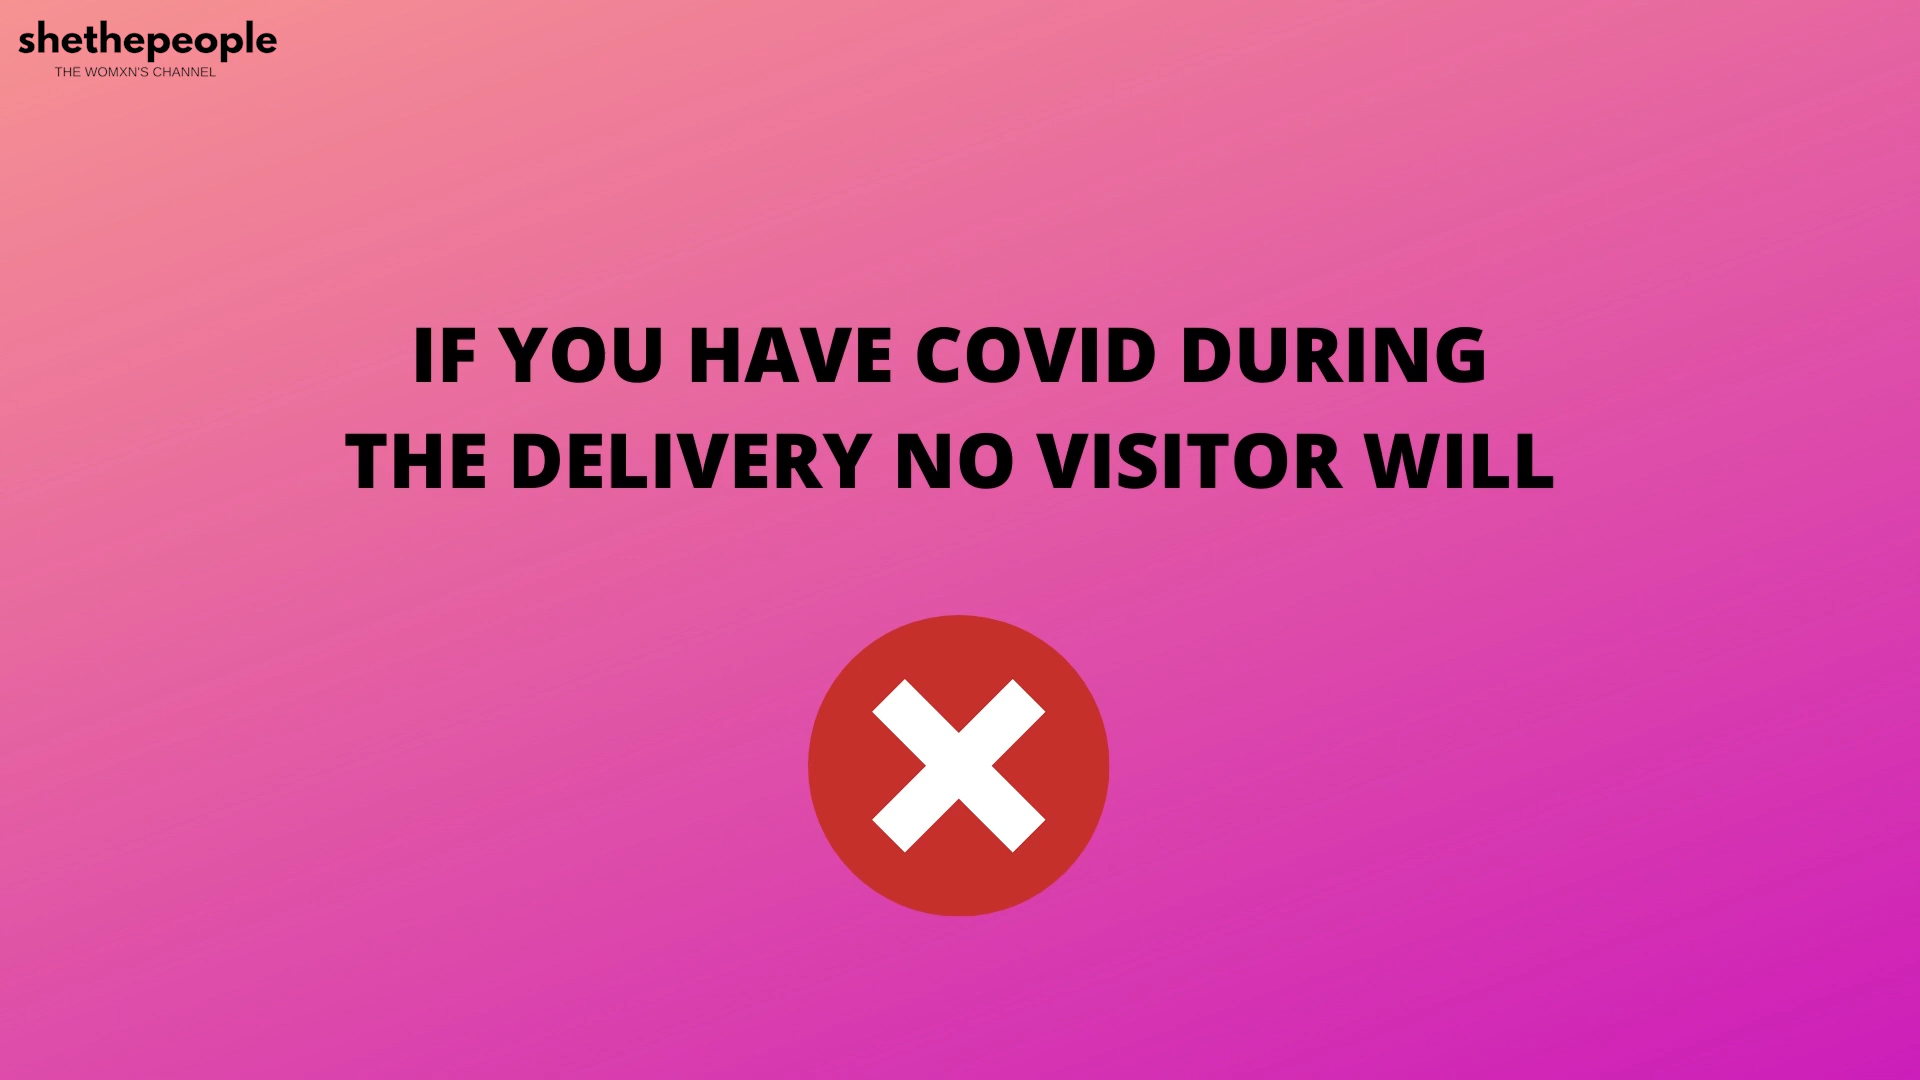 shethepeople
THE WOMXN'S CHANNEL
IF YOU HAVE COVID DURING
THE DELIVERY NO VISITOR WILL